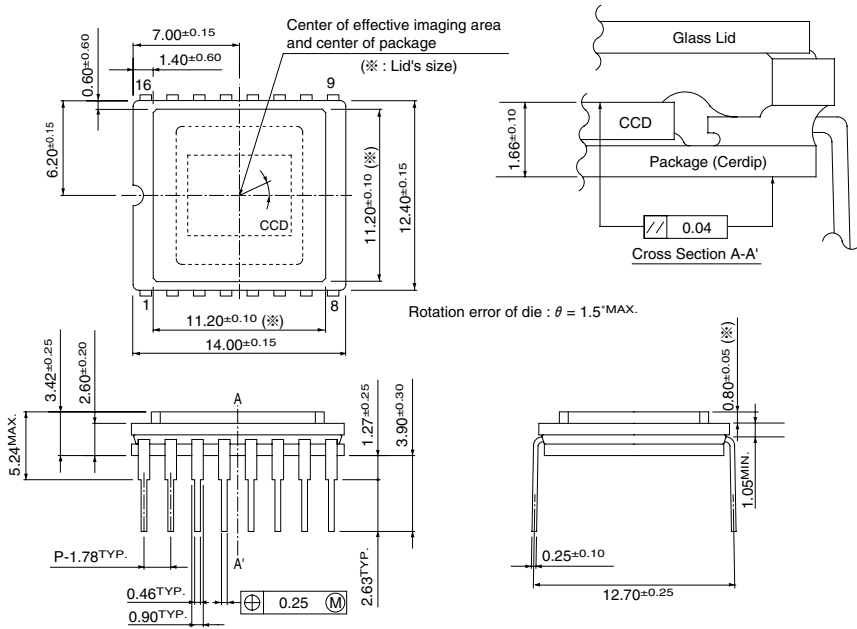 7.00±0.15
1.40±0.60
0.60±0.60
16
9
Center of effective imaging area
and center of package
(※ : Lid's size)
6.20±0.15
CCD
11.20±0.10 (※)
12.40±0.15
1
8
11.20±0.10 (※)
14.00±0.15
Glass Lid
CCD
1.66±0.10
Package (Cerdip)
// 0.04
Cross Section A-A'
Rotation error of die : θ = 1.5˚MAX.
5.24MAX.
3.42±0.25
2.60±0.20
A
1.27±0.25
3.90±0.30
P-1.78TYP.
A'
2.63TYP.
0.46TYP.
⌖ 0.25 Ⓜ
0.90TYP.
0.80±0.05 (※)
1.05MIN.
0.25±0.10
12.70±0.25